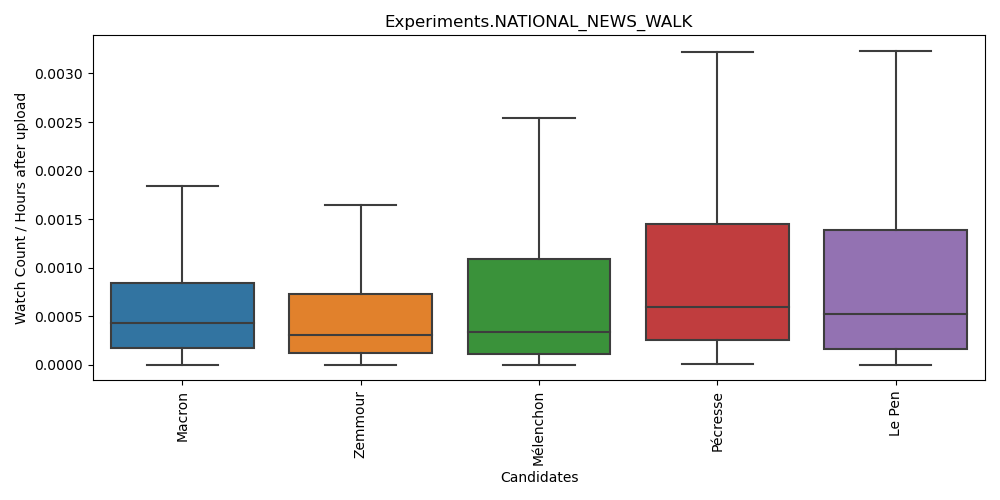 Experiments.NATIONAL_NEWS_WALK
Watch Count / Hours after upload
0.0030
0.0025
0.0020
0.0015
0.0010
0.0005
0.0000
Macron
Zemmour
Mélenchon
Pécresse
Le Pen
Candidates